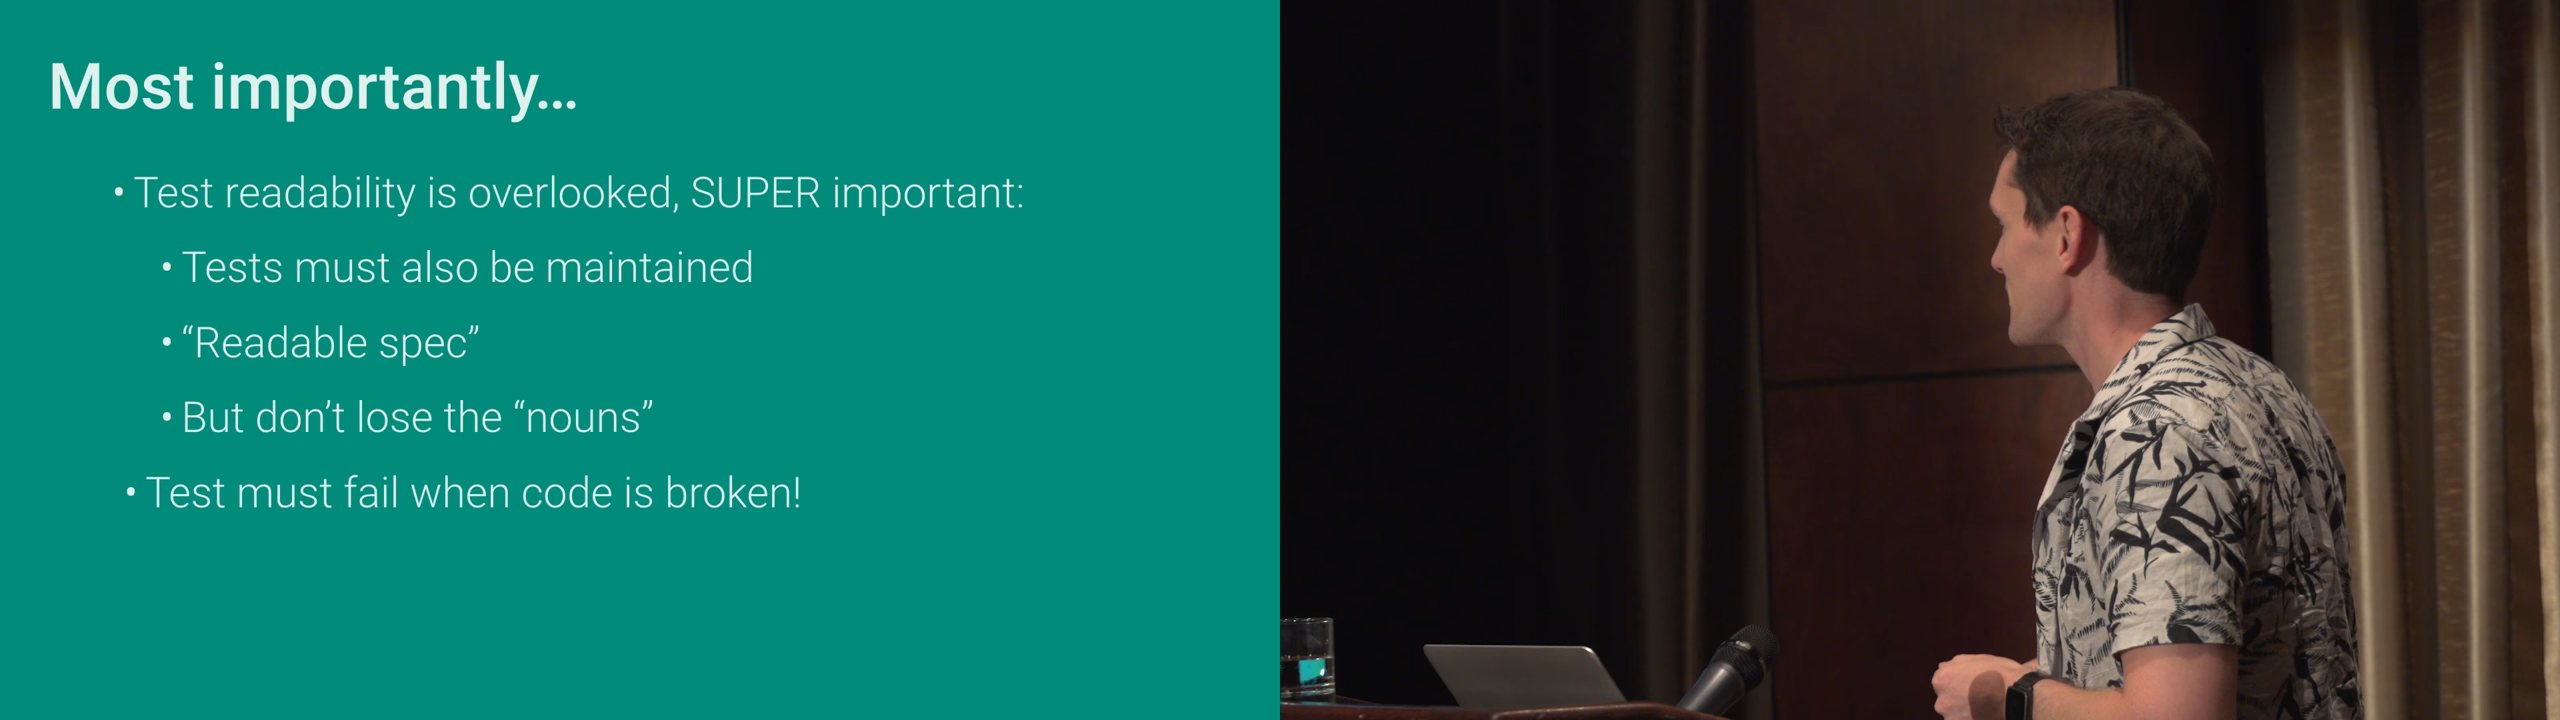 Most importantly…
• Test readability is overlooked, SUPER important:
• Tests must also be maintained
• “Readable spec”
• But don’t lose the “nouns”
• Test must fail when code is broken!